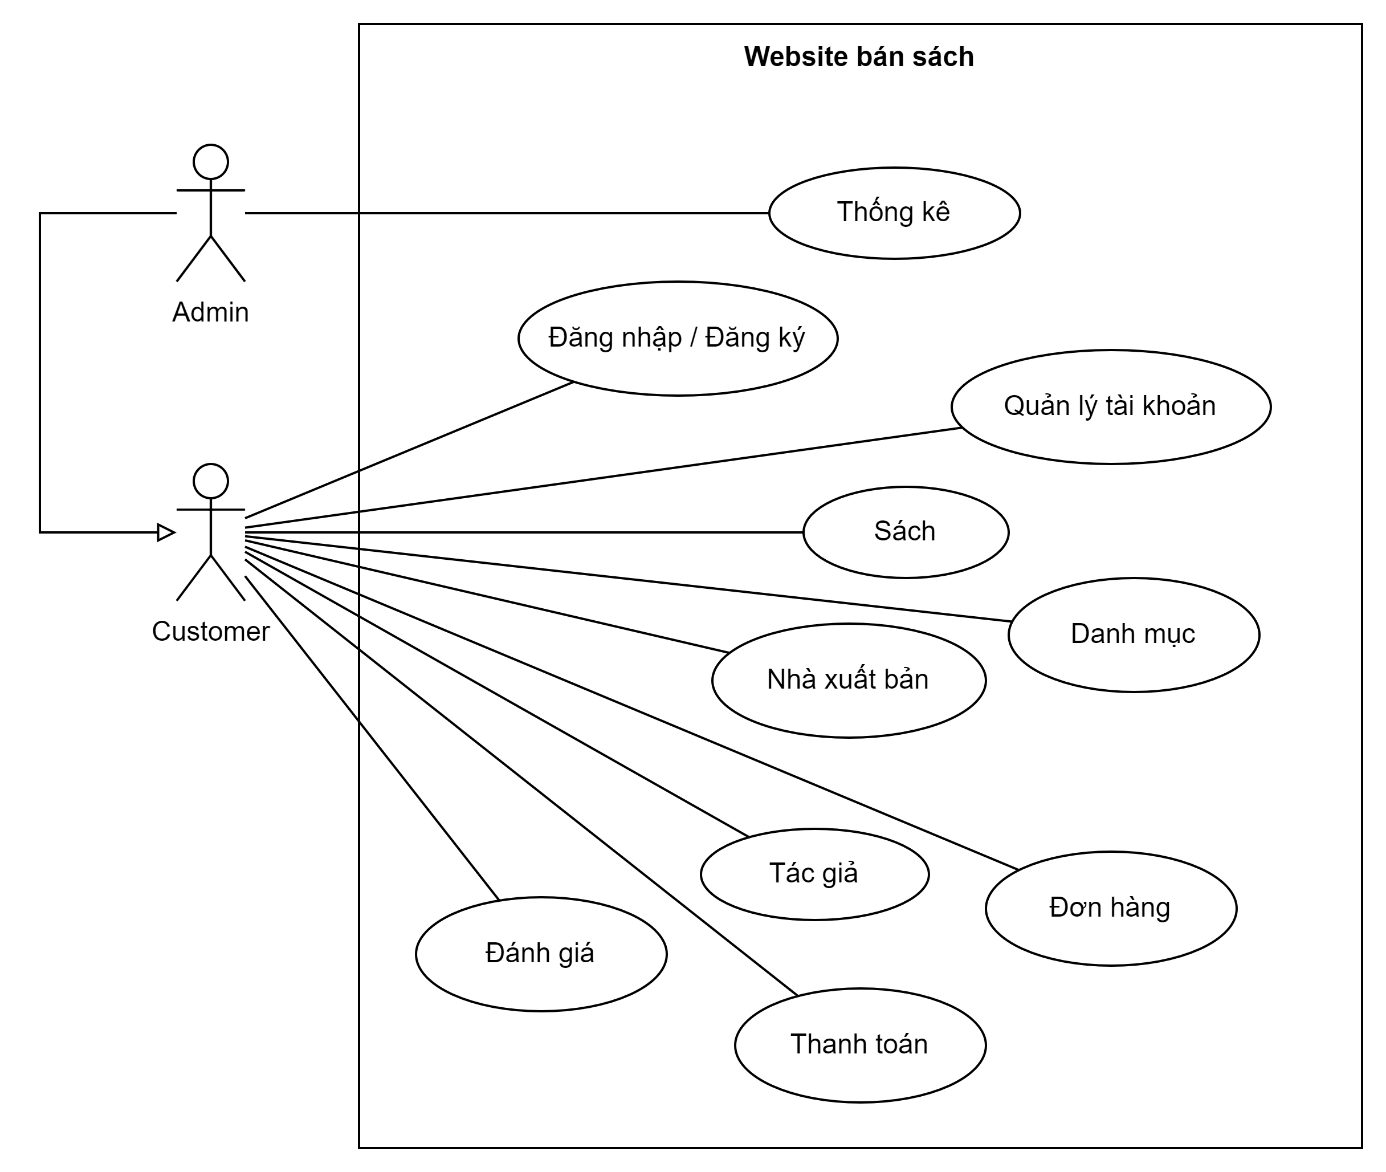 Website bán sách
Thống kê
Admin
Đăng nhập / Đăng ký
Quản lý tài khoản
Sách
Customer
Danh mục
Nhà xuất bản
Tác giả
Đơn hàng
Đánh giá
Thanh toán